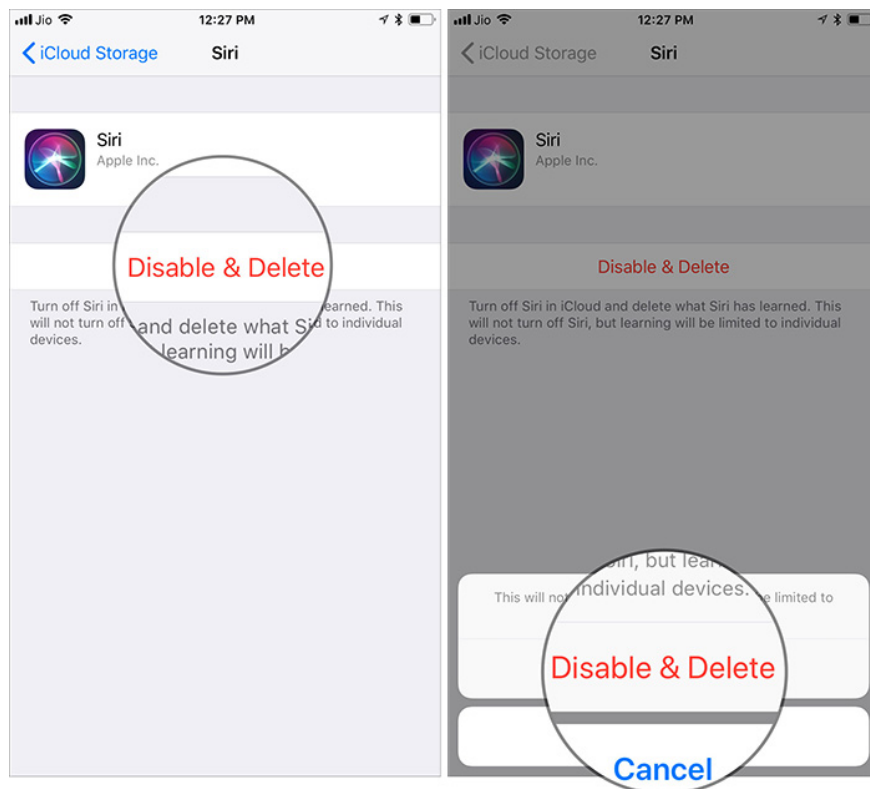 Jio 12:27 PM
iCloud Storage Siri
Siri
Apple Inc.
Disable & Delete
Turn off Siri in earned. This
will not turn off and delete what Siri to individual
devices. learning will b
Jio 12:27 PM
iCloud Storage Siri
Siri
Apple Inc.
Disable & Delete
Turn off Siri in iCloud and delete what Siri has learned. This
will not turn off Siri, but learning will be limited to individual
devices.
Siri, but lear
This will not individual devices. be limited to
Disable & Delete
Cancel